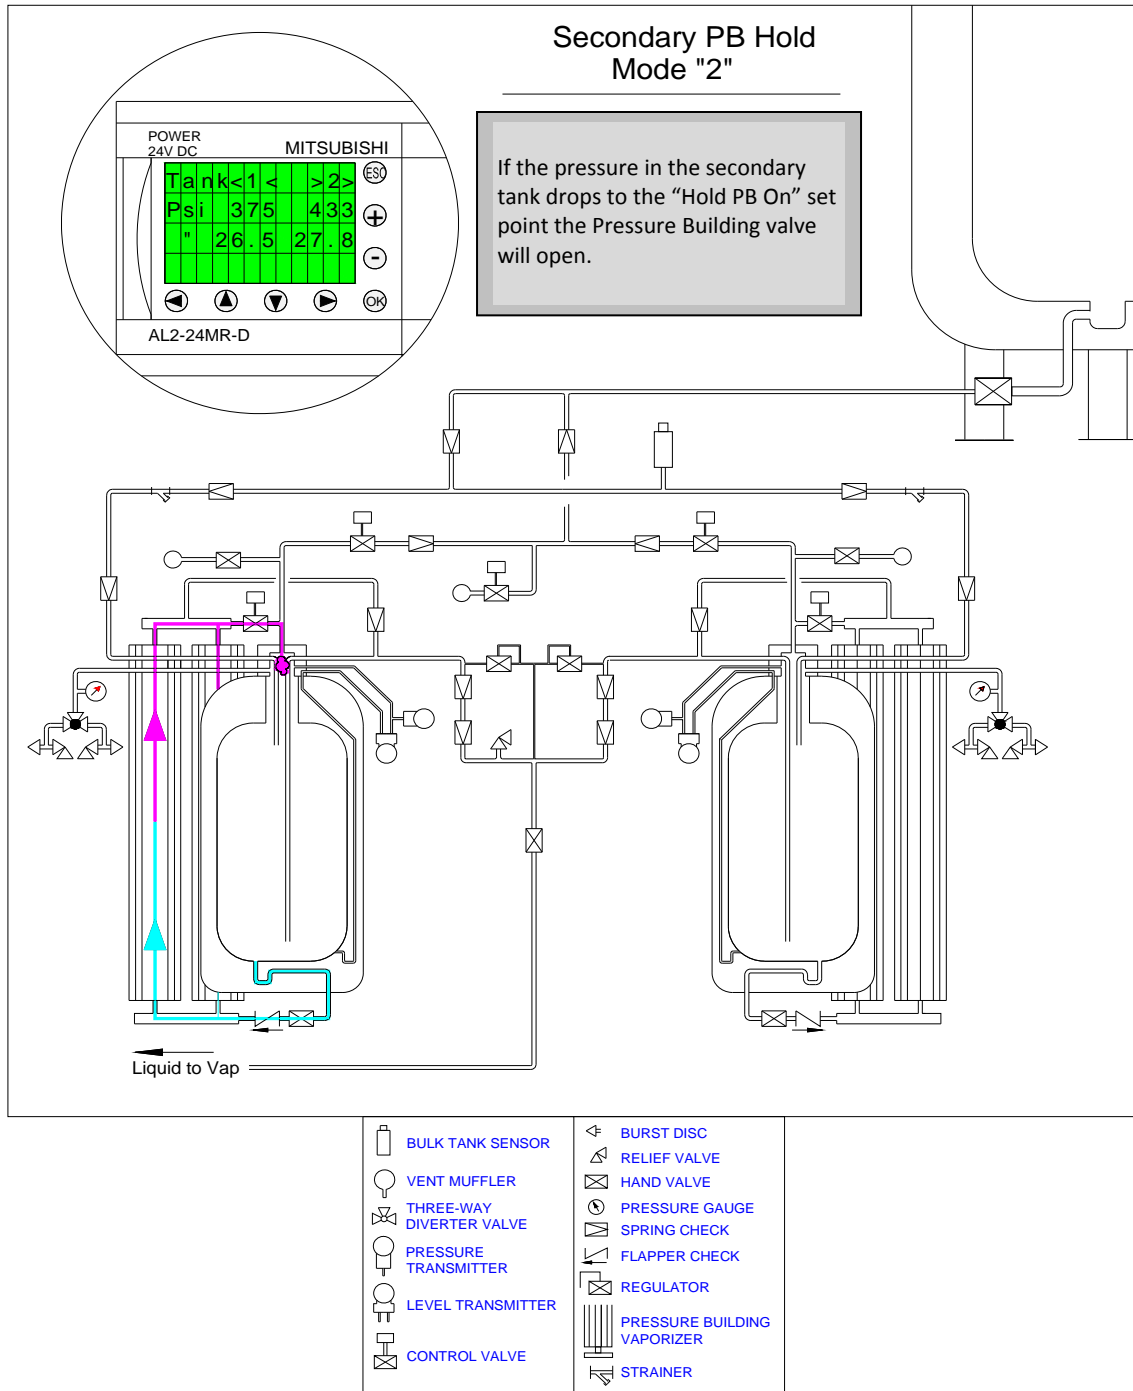 Secondary PB Hold
Mode "2"
If the pressure in the secondary
tank drops to the “Hold PB On” set
point the Pressure Building valve
will open.
POWER
24V DC
MITSUBISHI
Tank<1< >2>
Psi 375 433
" 26.5 27.8
ESC
+
-
OK
AL2-24MR-D
Liquid to Vap
BULK TANK SENSOR
VENT MUFFLER
THREE-WAY
DIVERTER VALVE
PRESSURE
TRANSMITTER
LEVEL TRANSMITTER
CONTROL VALVE
BURST DISC
RELIEF VALVE
HAND VALVE
PRESSURE GAUGE
SPRING CHECK
FLAPPER CHECK
REGULATOR
PRESSURE BUILDING
VAPORIZER
STRAINER